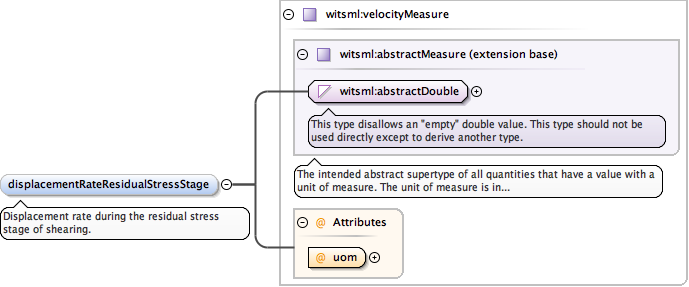 witsml:velocityMeasure
witsml:abstractMeasure (extension base)
witsml:abstractDouble
This type disallows an "empty" double value. This type should not be
used directly except to derive another type.
The intended abstract supertype of all quantities that have a value with a
unit of measure. The unit of measure is in...
displacementRateResidualStressStage
Displacement rate during the residual stress
stage of shearing.
@ Attributes
@ uom